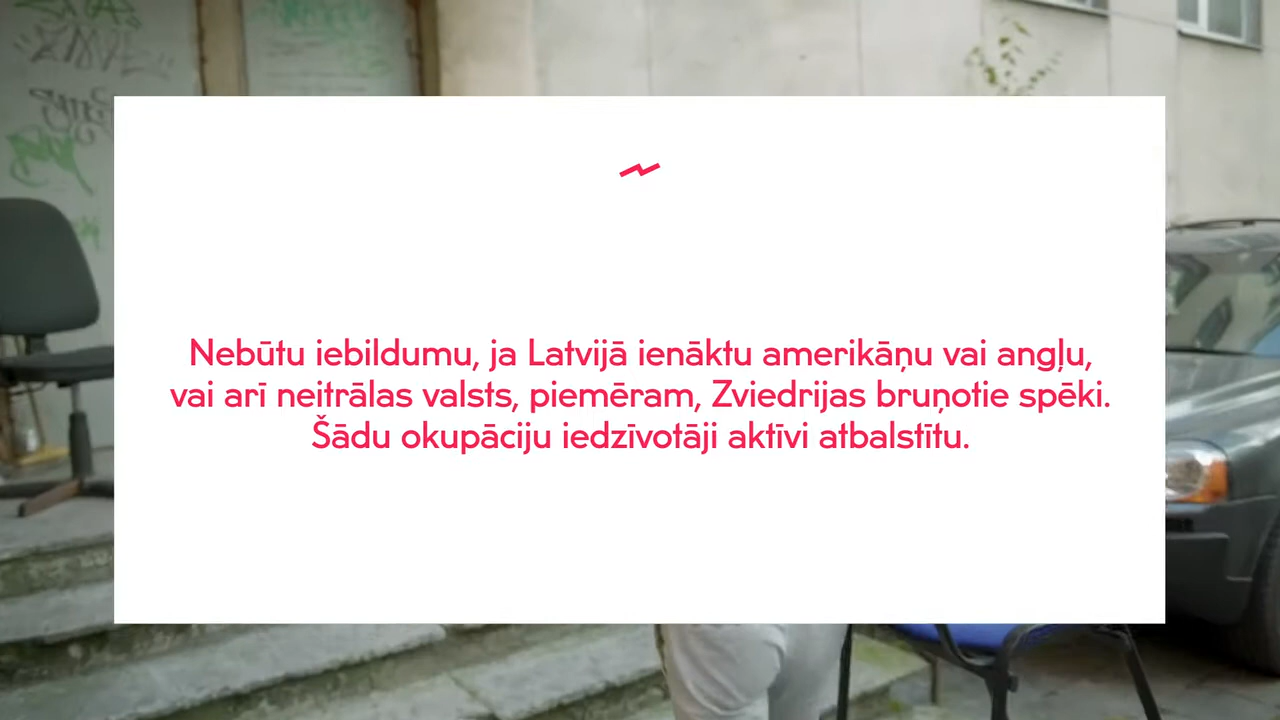 Nebūtu iebildumu, ja Latvijā ienāktu amerikāņu vai angļu,
vai arī neitrālas valsts, piemēram, Zviedrijas bruņotie spēki.
Šādu okupāciju iedzīvotāji aktīvi atbalstītu.